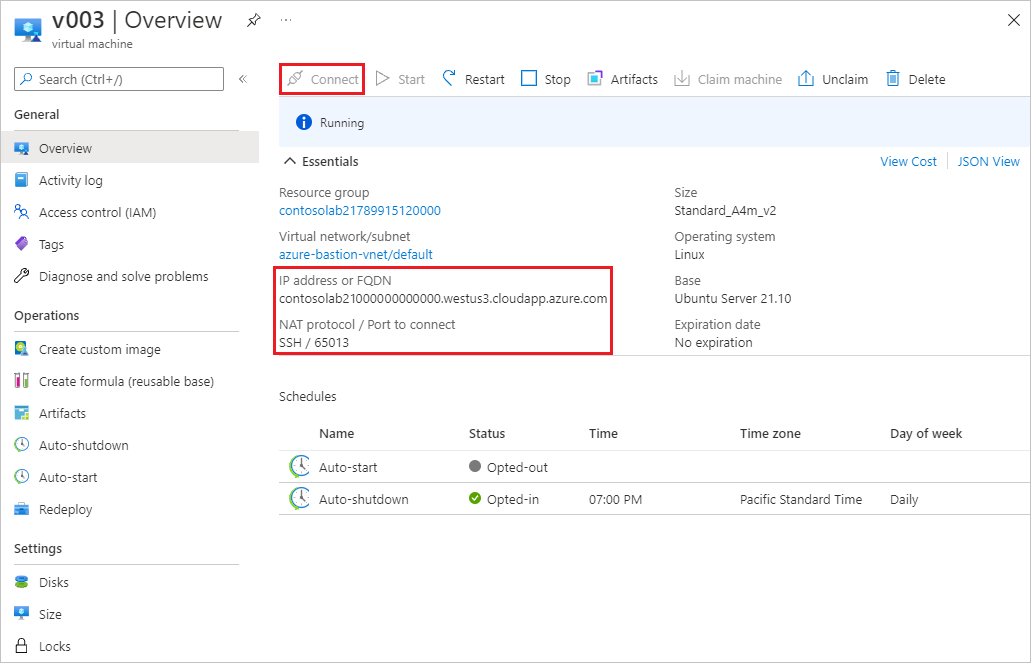 v003 | Overview
virtual machine
Search (Ctrl+/)
«
General
Overview
Activity log
Access control (IAM)
Tags
Diagnose and solve problems
Operations
Create custom image
Create formula (reusable base)
Artifacts
Auto-shutdown
Auto-start
Redeploy
Settings
Disks
Size
Locks
Connect Start Restart Stop Artifacts Claim machine Unclaim Delete
Running
Essentials
View Cost JSON View
Resource group
contosolab21789915120000
Virtual network/subnet
azure-bastion-vnet/default
IP address or FQDN
contosolab21000000000000.westus3.cloudapp.azure.com
NAT protocol / Port to connect
SSH / 65013
Size
Standard_A4m_v2
Operating system
Linux
Base
Ubuntu Server 21.10
Expiration date
No expiration
Schedules
Name Status Time Time zone Day of week
Auto-start Opted-out
Auto-shutdown Opted-in 07:00 PM Pacific Standard Time Daily